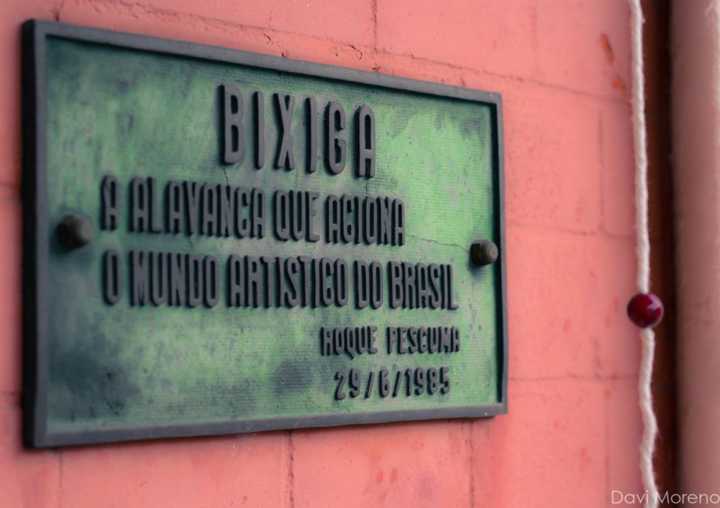 BIXIGA
A ALAVANCA QUE ACIONA
O MUNDO ARTISTICO DO BRASIL
ROQUE PESCUMA
29/6/1985
Davi Moreno